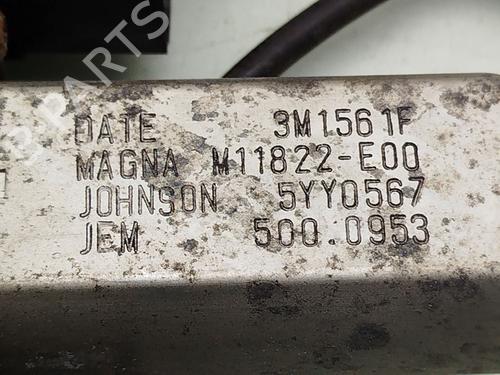 DATE 3M1561F
MAGNA M11822-E00
JOHNSON 5YY0567
JEM 500.0953